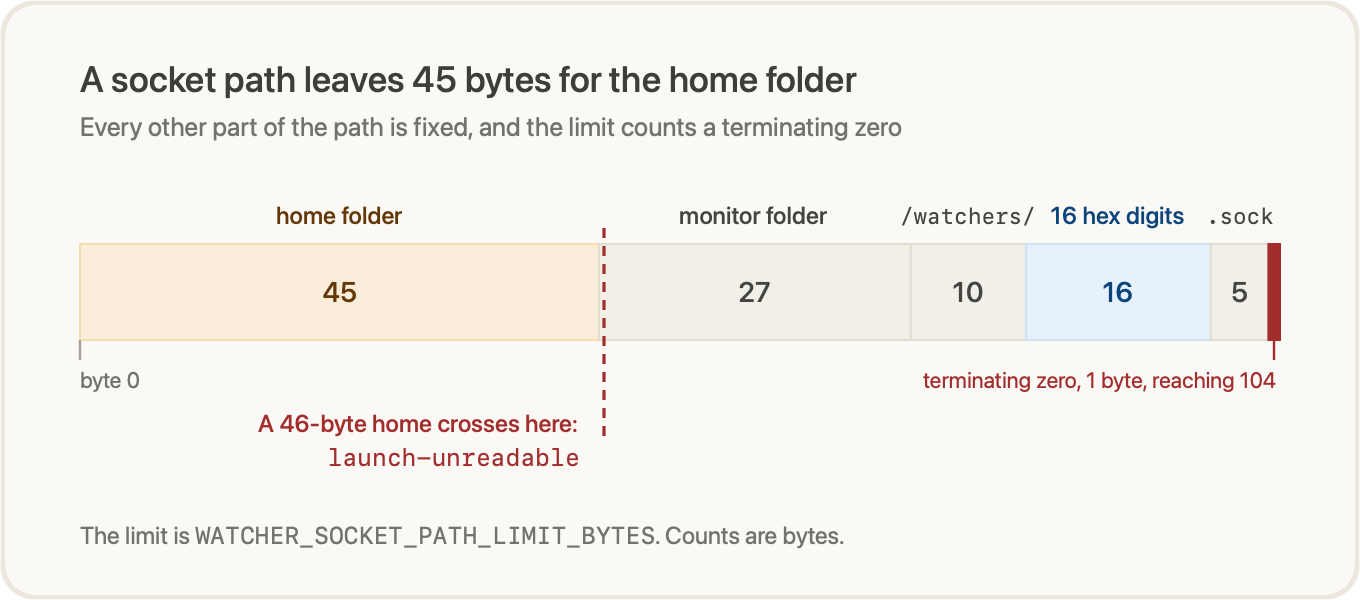 A socket path leaves 45 bytes for the home folder
Every other part of the path is fixed, and the limit counts a terminating zero
home folder monitor folder /watchers/ 16 hex digits .sock
45 27 10 16 5
byte 0 terminating zero, 1 byte, reaching 104
A 46-byte home crosses here:
launch-unreadable
The limit is WATCHER_SOCKET_PATH_LIMIT_BYTES. Counts are bytes.